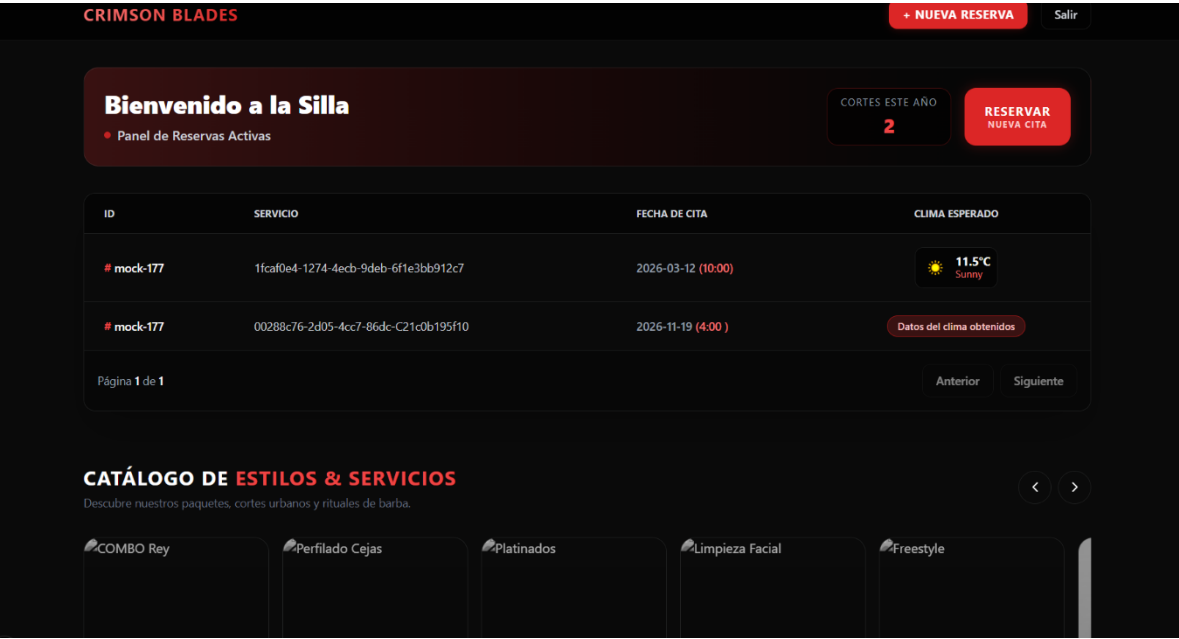 CRIMSON BLADES
+ NUEVA RESERVA
Salir
Bienvenido a la Silla
Panel de Reservas Activas
CORTES ESTE AÑO
2
RESERVAR
NUEVA CITA
ID SERVICIO FECHA DE CITA CLIMA ESPERADO
# mock-177 1fcaf0e4-1274-4ecb-9deb-6f1e3bb912c7 2026-03-12 (10:00) 11.5°C
Sunny
# mock-177 00288c76-2d05-4cc7-86dc-C21c0b195f10 2026-11-19 (4:00 ) Datos del clima obtenidos
Página 1 de 1 Anterior Siguiente
CATÁLOGO DE ESTILOS & SERVICIOS
Descubre nuestros paquetes, cortes urbanos y rituales de barba.
COMBO Rey
Perfilado Cejas
Platinados
Limpieza Facial
Freestyle